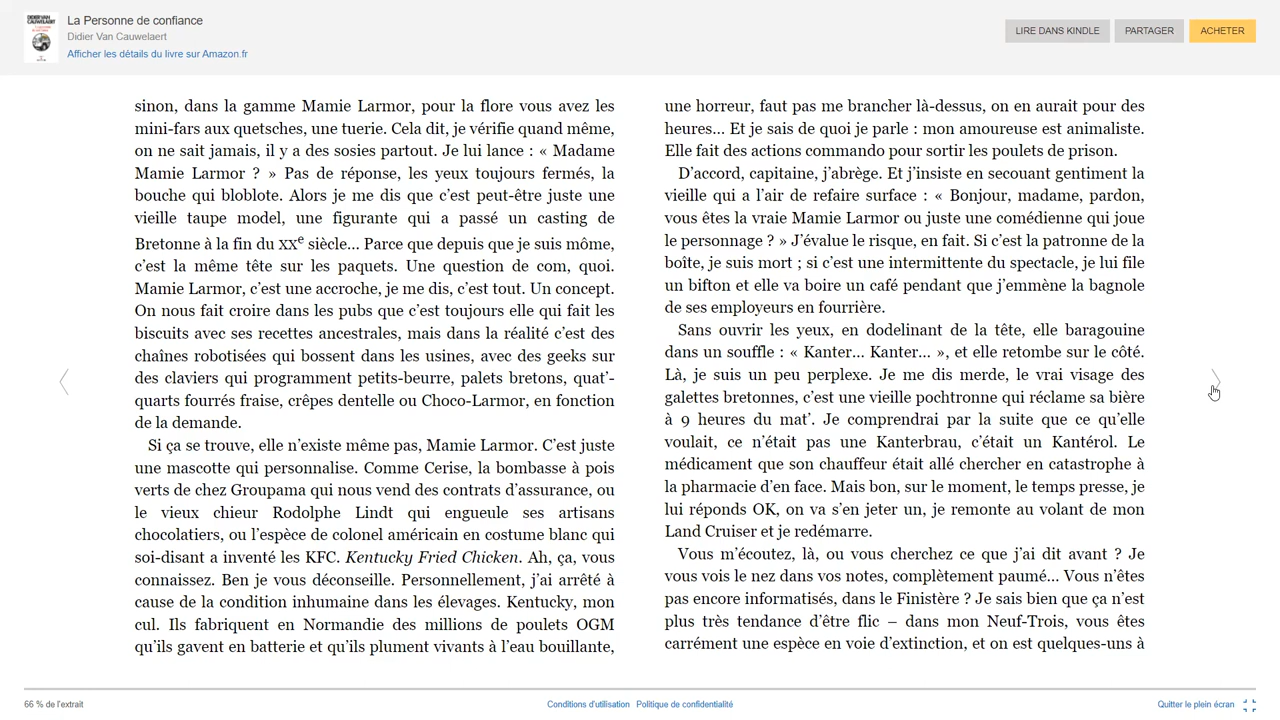 La Personne de confiance
Didier Van Cauwelaert
Afficher les détails du livre sur Amazon.fr
LIRE DANS KINDLE
PARTAGER
ACHETER
sinon, dans la gamme Mamie Larmor, pour la flore vous avez les
mini-fars aux quetsches, une tuerie. Cela dit, je vérifie quand même,
on ne sait jamais, il y a des sosies partout. Je lui lance : « Madame
Mamie Larmor ? » Pas de réponse, les yeux toujours fermés, la
bouche qui bloblote. Alors je me dis que c’est peut-être juste une
vieille taupe model, une figurante qui a passé un casting de
Bretonne à la fin du XXe siècle… Parce que depuis que je suis môme,
c’est la même tête sur les paquets. Une question de com, quoi.
Mamie Larmor, c’est une accroche, je me dis, c’est tout. Un concept.
On nous fait croire dans les pubs que c’est toujours elle qui fait les
biscuits avec ses recettes ancestrales, mais dans la réalité c’est des
chaînes robotisées qui bossent dans les usines, avec des geeks sur
des claviers qui programment petits-beurre, palets bretons, quat’-
quarts fourrés fraise, crêpes dentelle ou Choco-Larmor, en fonction
de la demande.
Si ça se trouve, elle n’existe même pas, Mamie Larmor. C’est juste
une mascotte qui personnalise. Comme Cerise, la bombasse à pois
verts de chez Groupama qui nous vend des contrats d’assurance, ou
le vieux chieur Rodolphe Lindt qui engueule ses artisans
chocolatiers, ou l’espèce de colonel américain en costume blanc qui
soi-disant a inventé les KFC. Kentucky Fried Chicken. Ah, ça, vous
connaissez. Ben je vous déconseille. Personnellement, j’ai arrêté à
cause de la condition inhumaine dans les élevages. Kentucky, mon
cul. Ils fabriquent en Normandie des millions de poulets OGM
qu’ils gavent en batterie et qu’ils plument vivants à l’eau bouillante,
une horreur, faut pas me brancher là-dessus, on en aurait pour des
heures… Et je sais de quoi je parle : mon amoureuse est animaliste.
Elle fait des actions commando pour sortir les poulets de prison.
D’accord, capitaine, j’abrège. Et j’insiste en secouant gentiment la
vieille qui a l’air de refaire surface : « Bonjour, madame, pardon,
vous êtes la vraie Mamie Larmor ou juste une comédienne qui joue
le personnage ? » J’évalue le risque, en fait. Si c’est la patronne de la
boîte, je suis mort ; si c’est une intermittente du spectacle, je lui file
un bifton et elle va boire un café pendant que j’emmène la bagnole
de ses employeurs en fourrière.
Sans ouvrir les yeux, en dodelinant de la tête, elle baragouine
dans un souffle : « Kanter… Kanter… », et elle retombe sur le côté.
Là, je suis un peu perplexe. Je me dis merde, le vrai visage des
galettes bretonnes, c’est une vieille pochtronne qui réclame sa bière
à 9 heures du mat’. Je comprendrai par la suite que ce qu’elle
voulait, ce n’était pas une Kanterbrau, c’était un Kantérol. Le
médicament que son chauffeur était allé chercher en catastrophe à
la pharmacie d’en face. Mais bon, sur le moment, le temps presse, je
lui réponds OK, on va s’en jeter un, je remonte au volant de mon
Land Cruiser et je redémarre.
Vous m’écoutez, là, ou vous cherchez ce que j’ai dit avant ? Je
vous vois le nez dans vos notes, complètement paumé… Vous n’êtes
pas encore informatisés, dans le Finistère ? Je sais bien que ça n’est
plus très tendance d’être flic – dans mon Neuf-Trois, vous êtes
carrément une espèce en voie d’extinction, et on est quelques-uns à
66 % de l’extrait
Conditions d’utilisation
Politique de confidentialité
Quitter le plein écran